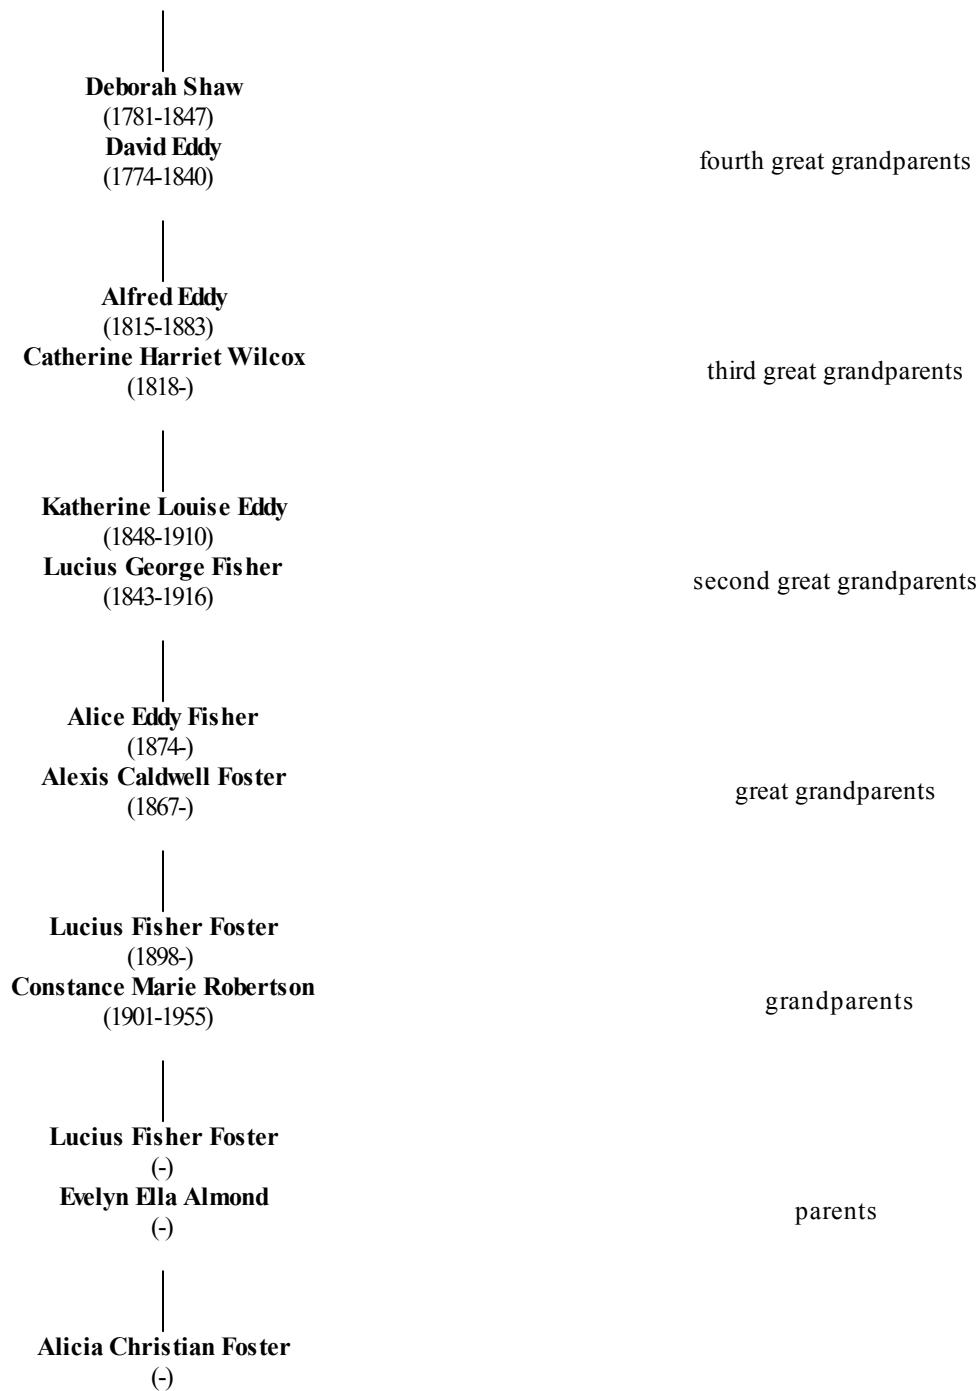 Deborah Shaw
(1781-1847)
David Eddy
(1774-1840)
fourth great grandparents
Alfred Eddy
(1815-1883)
Catherine Harriet Wilcox
(1818-)
third great grandparents
Katherine Louise Eddy
(1848-1910)
Lucius George Fisher
(1843-1916)
second great grandparents
Alice Eddy Fisher
(1874-)
Alexis Caldwell Foster
(1867-)
great grandparents
Lucius Fisher Foster
(1898-)
Constance Marie Robertson
(1901-1955)
grandparents
Lucius Fisher Foster
(-)
Evelyn Ella Almond
(-)
parents
Alicia Christian Foster
(-)